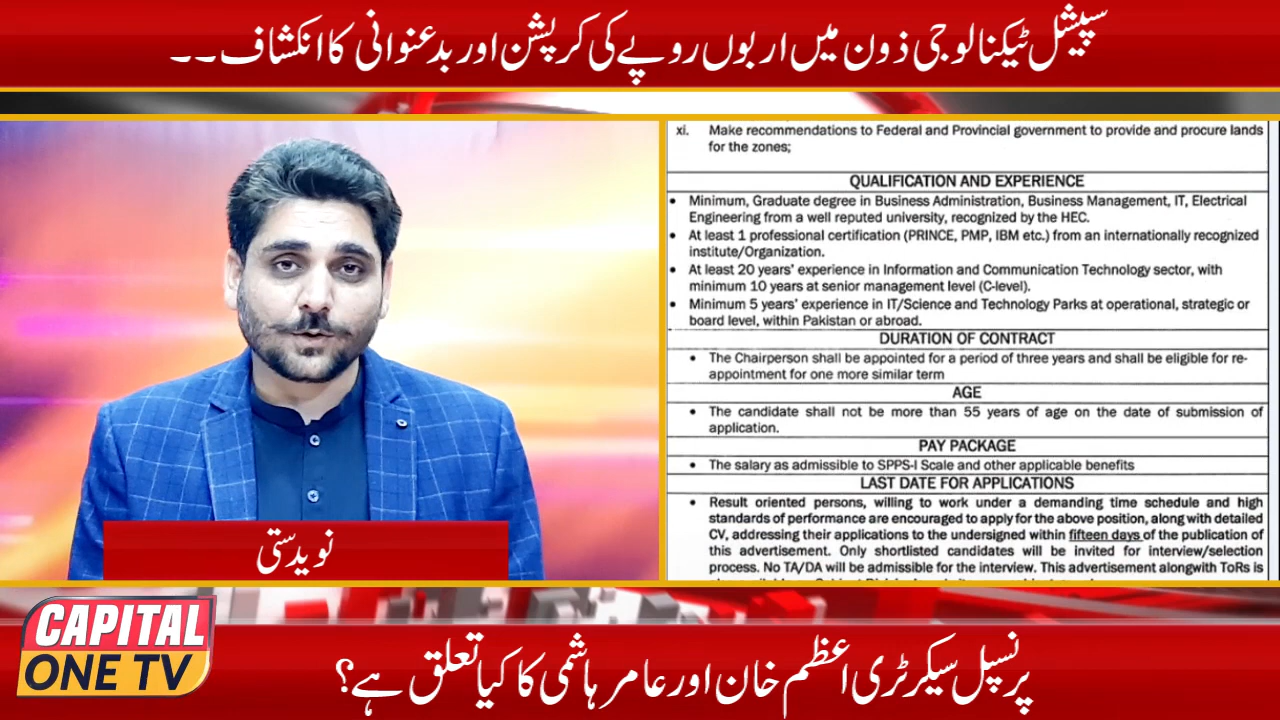 سپیشل ٹیکنالوجی ذون میں اربوں روپے کی کرپشن اور بدعنوانی کا انکشاف۔۔
xi. Make recommendations to Federal and Provincial government to provide and procure lands
for the zones;
QUALIFICATION AND EXPERIENCE
• Minimum, Graduate degree in Business Administration, Business Management, IT, Electrical
Engineering from a well reputed university, recognized by the HEC.
• At least 1 professional certification (PRINCE, PMP, IBM etc.) from an internationally recognized
institute/Organization.
• At least 20 years' experience in Information and Communication Technology sector, with
minimum 10 years at senior management level (C-level).
• Minimum 5 years' experience in IT/Science and Technology Parks at operational, strategic or
board level, within Pakistan or abroad.
DURATION OF CONTRACT
• The Chairperson shall be appointed for a period of three years and shall be eligible for re-
appointment for one more similar term
AGE
• The candidate shall not be more than 55 years of age on the date of submission of
application.
PAY PACKAGE
• The salary as admissible to SPPS-I Scale and other applicable benefits
LAST DATE FOR APPLICATIONS
• Result oriented persons, willing to work under a demanding time schedule and high
standards of performance are encouraged to apply for the above position, along with detailed
CV, addressing their applications to the undersigned within fifteen days of the publication of
this advertisement. Only shortlisted candidates will be invited for interview/selection
process. No TA/DA will be admissible for the interview. This advertisement alongwith ToRs is
نوید ستی
CAPITAL
ONE TV
پرنسپل سیکرٹری اعظم خان اور عامر ہاشمی کا کیا تعلق ہے؟